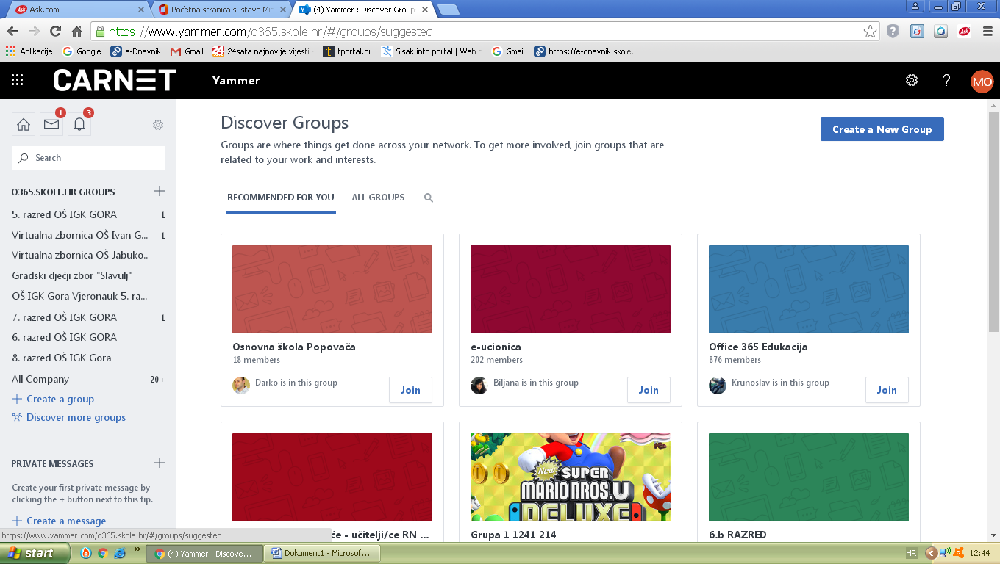 Ask.com
Početna stranica sustava Mic
(4) Yammer : Discover Group
https://www.yammer.com/o365.skole.hr/#/groups/suggested
Aplikacije Google e-Dnevnik Gmail 24sata najnovije vijesti tportal.hr Sisak.info portal | Web p Gmail https://e-dnevnik.skole.
CARNET Yammer ? MO
1 3
Search
O365.SKOLE.HR GROUPS
5. razred OŠ IGK GORA 1
Virtualna zbornica OŠ Ivan G... 1
Virtualna zbornica OŠ Jabuko..
Gradski dječji zbor "Slavulj"
OŠ IGK Gora Vjeronauk 5. ra...
7. razred OŠ IGK GORA 1
6. razred OŠ IGK GORA
8. razred OŠ IGK Gora
All Company 20+
Create a group
Discover more groups
PRIVATE MESSAGES
Create your first private message by
clicking the + button next to this tip.
Create a message
Discover Groups
Create a New Group
Groups are where things get done across your network. To get more involved, join groups that are
related to your work and interests.
RECOMMENDED FOR YOU ALL GROUPS
Osnovna škola Popovača
18 members
Darko is in this group
Join
e-ucionica
202 members
Biljana is in this group
Join
Office 365 Edukacija
876 members
Krunoslav is in this group
Join
će - učitelji/ce RN ...
New
SUPER
MARIO BROS.U
DELUXE
Grupa 1 1241 214
6.b RAZRED
https://www.yammer.com/o365.skole.hr/#/groups/suggested
start
(4) Yammer : Discove...
Dokument1 - Microsof...
HR
12:44